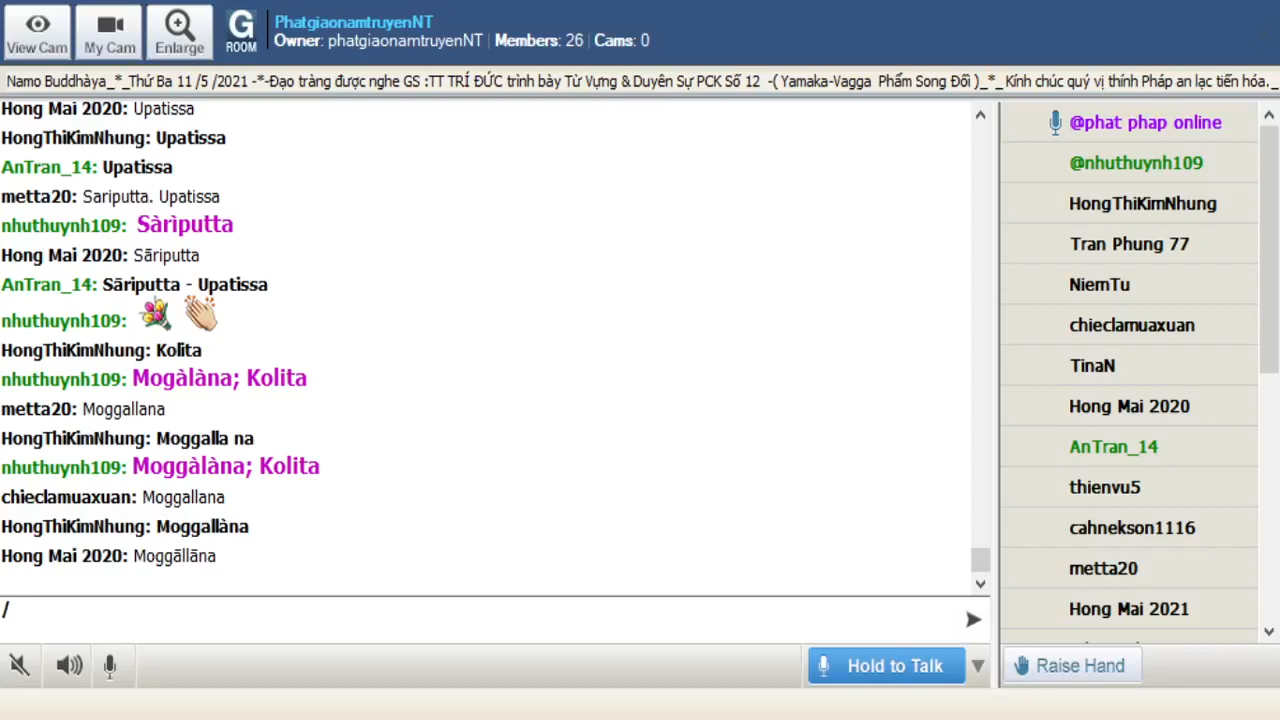 View Cam
My Cam
Enlarge
G
ROOM
PhatgiaonamtruyenNT
Owner: phatgiaonamtruyenNT | Members: 26 | Cams: 0
Namo Buddhàya_*_Thứ Ba 11 /5 /2021 -*-Đạo tràng được nghe GS :TT TRÍ ĐỨC trình bày Từ Vựng & Duyên Sự PCK Số 12 -( Yamaka-Vagga Phẩm Song Đối )_*_ Kính chúc quý vị thính Pháp an lạc tiến hóa._
Hong Mai 2020: Upatissa
HongThiKimNhung: Upatissa
AnTran_14: Upatissa
metta20: Sariputta. Upatissa
nhuthuynh109: Sàrìputta
Hong Mai 2020: Sāriputta
AnTran_14: Sāriputta - Upatissa
nhuthuynh109:
HongThiKimNhung: Kolita
nhuthuynh109: Mogàlàna; Kolita
metta20: Moggallana
HongThiKimNhung: Moggalla na
nhuthuynh109: Moggàlàna; Kolita
chieclamuaxuan: Moggallana
HongThiKimNhung: Moggallàna
Hong Mai 2020: Moggāllāna
/
Hold to Talk
@phat phap online
@nhuthuynh109
HongThiKimNhung
Tran Phung 77
NiemTu
chieclamuaxuan
TinaN
Hong Mai 2020
AnTran_14
thienvu5
cahnekson1116
metta20
Hong Mai 2021
Raise Hand